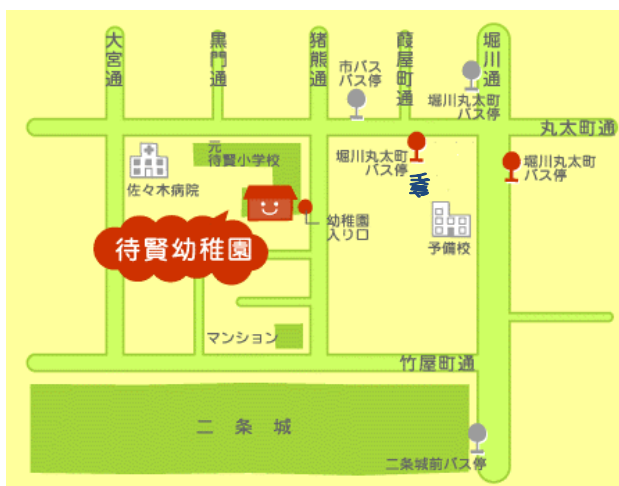 大宮通
黒門通
猪熊通
葭屋町通
堀川通
市バス
バス停
堀川丸太町
バス停
丸太町通
元
待賢小学校
堀川丸太町
バス停
堀川丸太町
バス停
佐々木病院
幼稚園
入り口
予備校
待賢幼稚園
マンション
竹屋町通
二条城
二条城前バス停